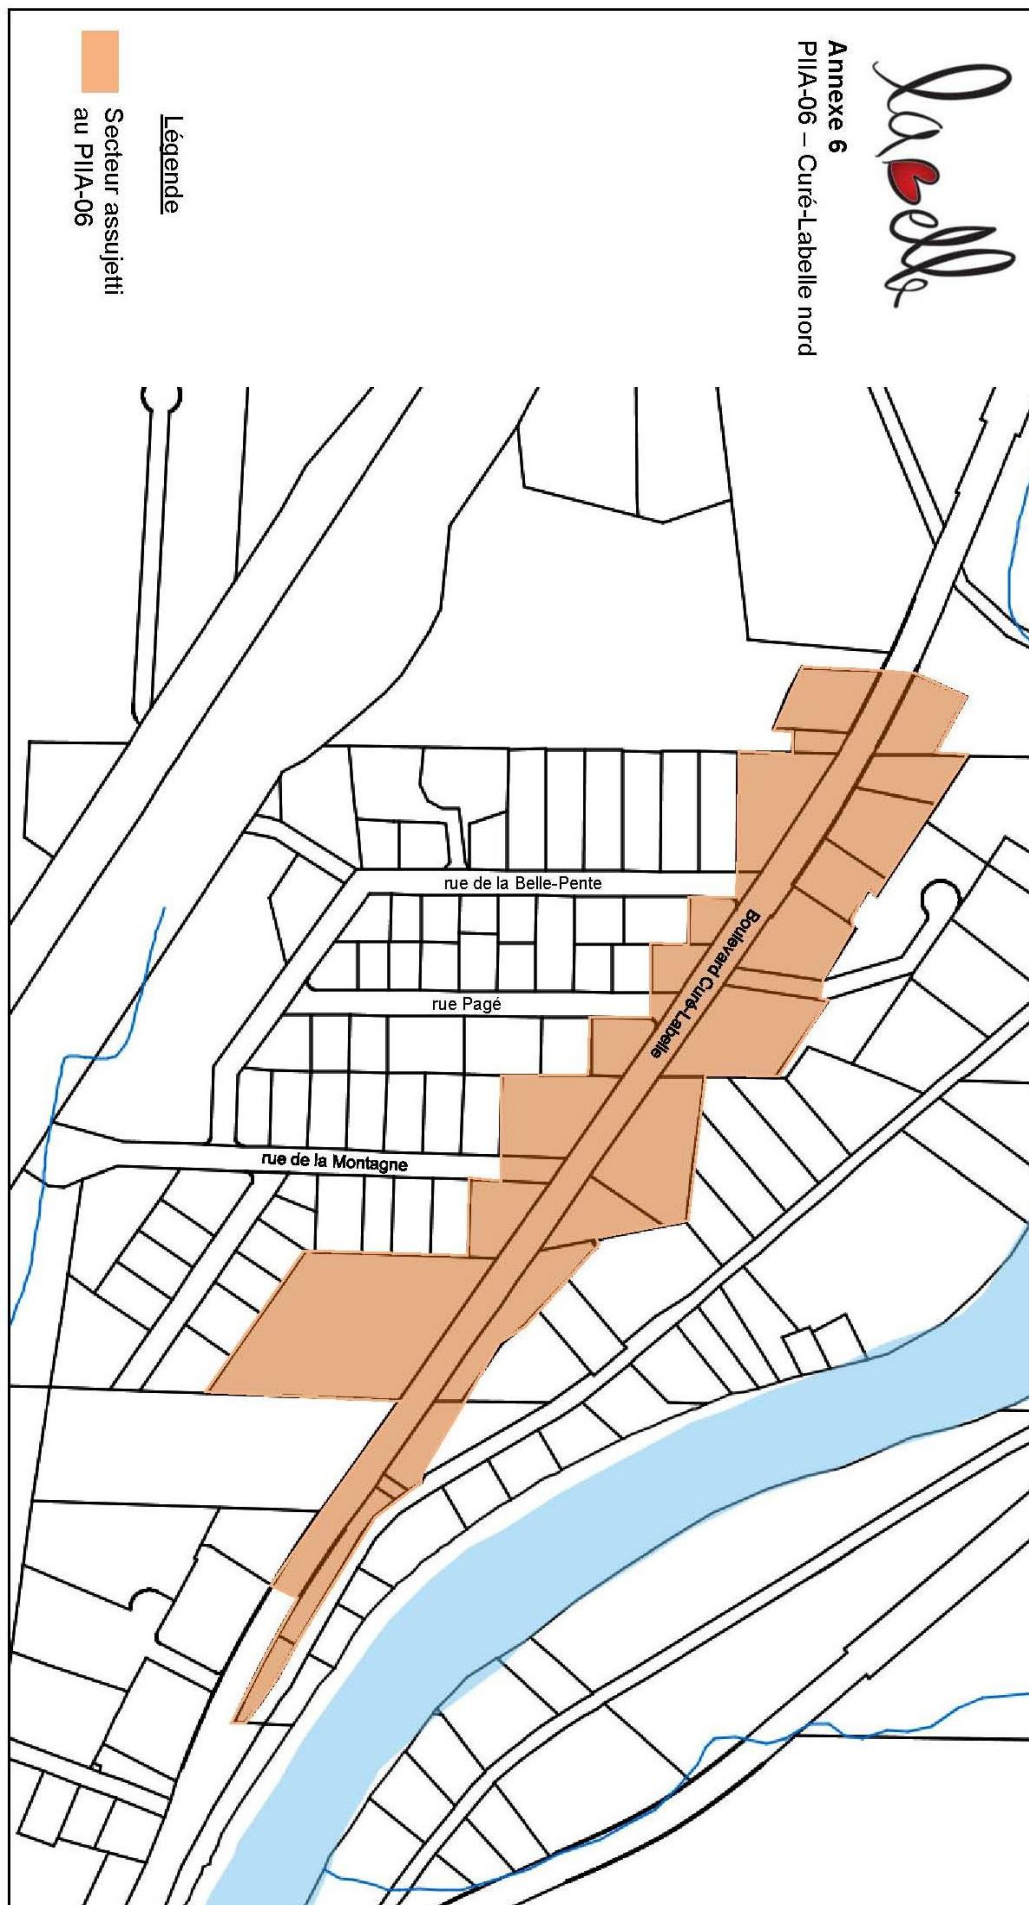 labelle
Annexe 6
PIIA-06 – Curé-Labelle nord
Légende
Secteur assujetti
au PIIA-06
rue de la Belle-Pente
Boulevard Curé-Labelle
rue Pagé
rue de la Montagne